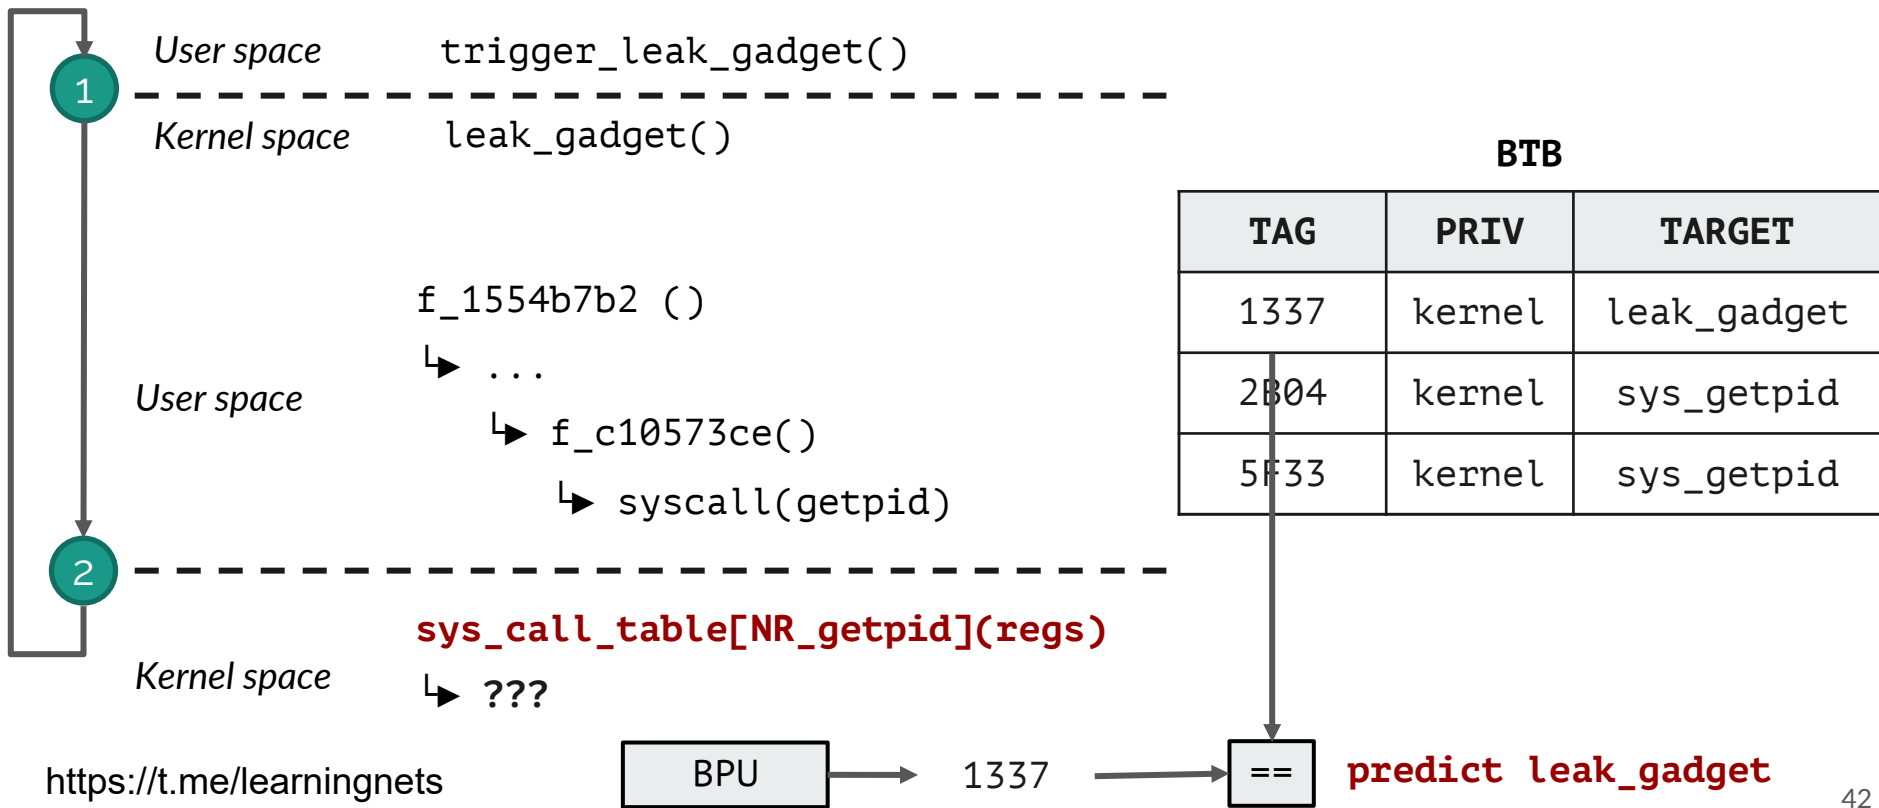 User space trigger_leak_gadget()
1
Kernel space leak_gadget()
BTB
TAG PRIV TARGET
1337 kernel leak_gadget
2B04 kernel sys_getpid
5F33 kernel sys_getpid
f_1554b7b2 ()
...
User space
f_c10573ce()
syscall(getpid)
2
sys_call_table[NR_getpid](regs)
Kernel space
???
BPU 1337 == predict leak_gadget
https://t.me/learningnets
42